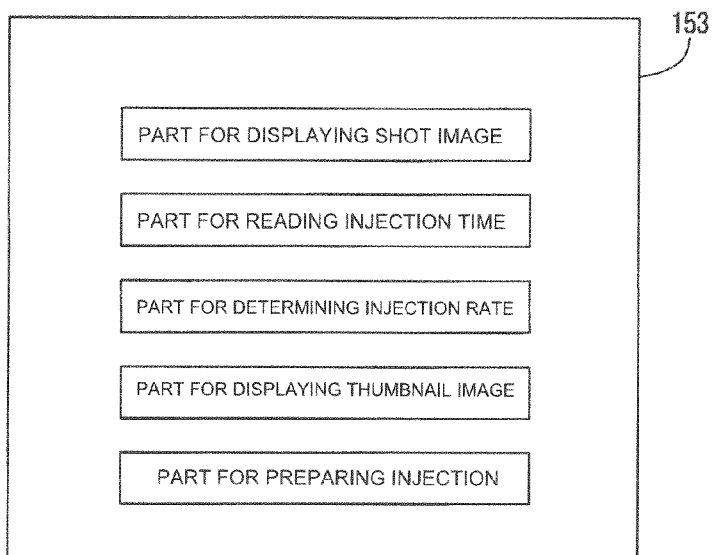 153
PART FOR DISPLAYING SHOT IMAGE
PART FOR READING INJECTION TIME
PART FOR DETERMINING INJECTION RATE
PART FOR DISPLAYING THUMBNAIL IMAGE
PART FOR PREPARING INJECTION